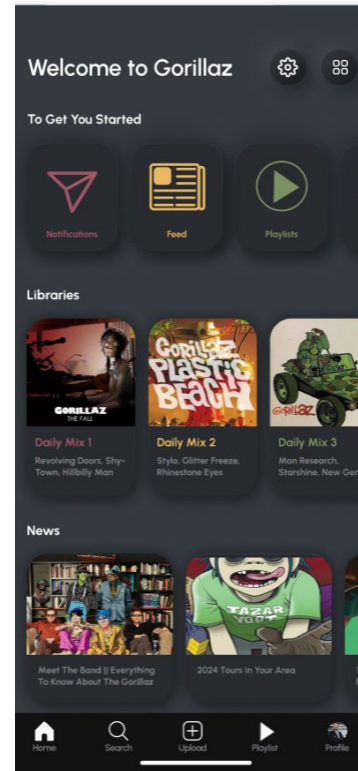 Welcome to Gorillaz
To Get You Started
Notifications
Feed
Playlists
Libraries
GORILLAZ
THE FALL
GORILLAZ
PLASTIC
BEACH
GORILLAZ
Daily Mix 1
Daily Mix 2
Daily Mix 3
Revolving Doors, Shy-
Town, Hillbilly Man
Stylo, Glitter Freeze,
Rhinestone Eyes
Man Research,
Starshine, New Gen
News
TAZAR
Meet The Band || Everything
To Know About The Gorillaz
2024 Tours in Your Area
Home
Search
Upload
Playlist
Profile